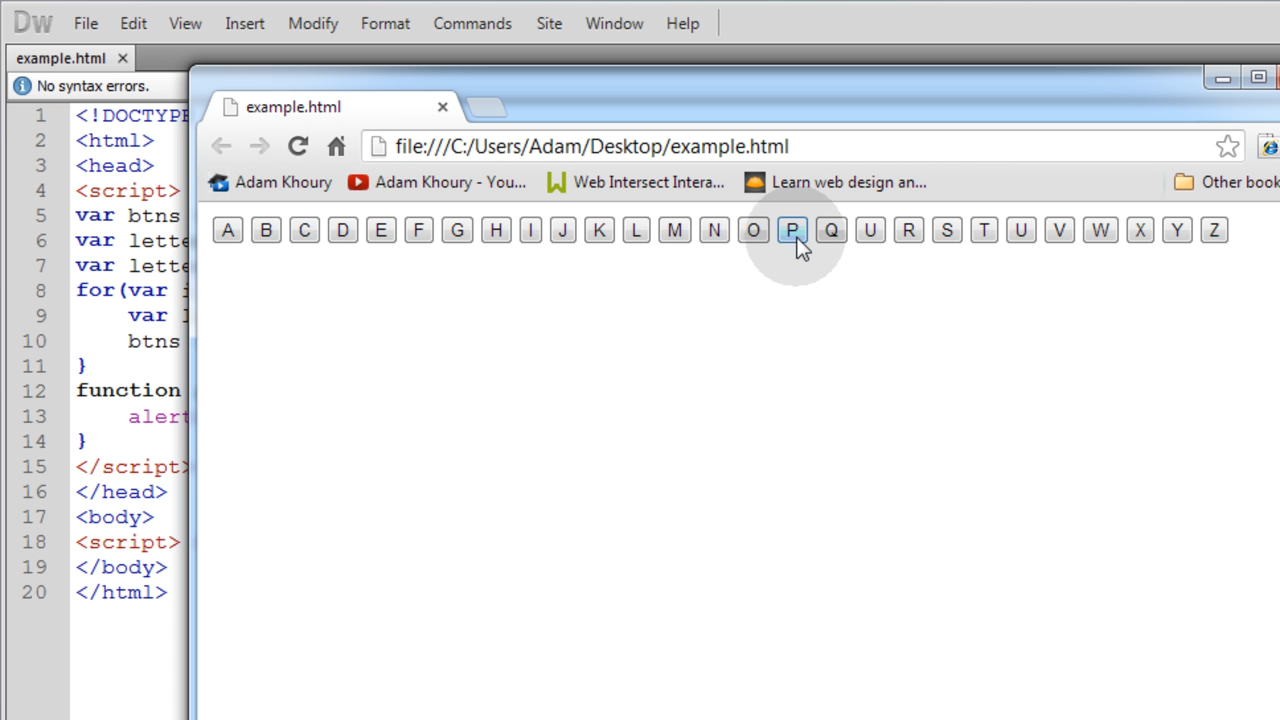 Dw File Edit View Insert Modify Format Commands Site Window Help
example.html
No syntax errors.
example.html
file:///C:/Users/Adam/Desktop/example.html
Adam Khoury Adam Khoury - You... Web Intersect Intera... Learn web design an... Other book
A B C D E F G H I J K L M N O P Q U R S T U V W X Y Z
1 <!DOCTYPE
2 <html>
3 <head>
4 <script>
5 var btns
6 var lette
7 var lette
8 for(var i
9 var l
10 btns
11 }
12 function
13 alert
14 }
15 </script>
16 </head>
17 <body>
18 <script>
19 </body>
20 </html>